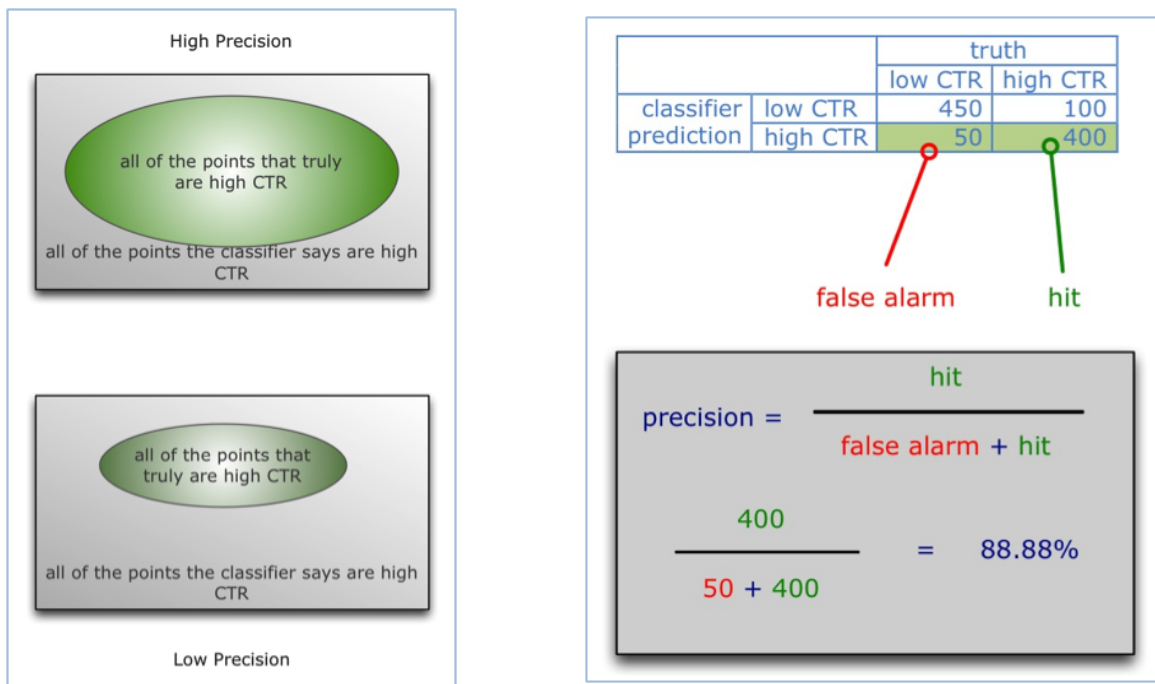 High Precision
all of the points that truly
are high CTR
all of the points the classifier says are high
CTR
all of the points that
truly are high CTR
all of the points the classifier says are high
CTR
Low Precision
truth
low CTR high CTR
classifier low CTR 450 100
prediction high CTR 50 400
false alarm hit
hit
precision =
false alarm + hit
400
= 88.88%
50 + 400